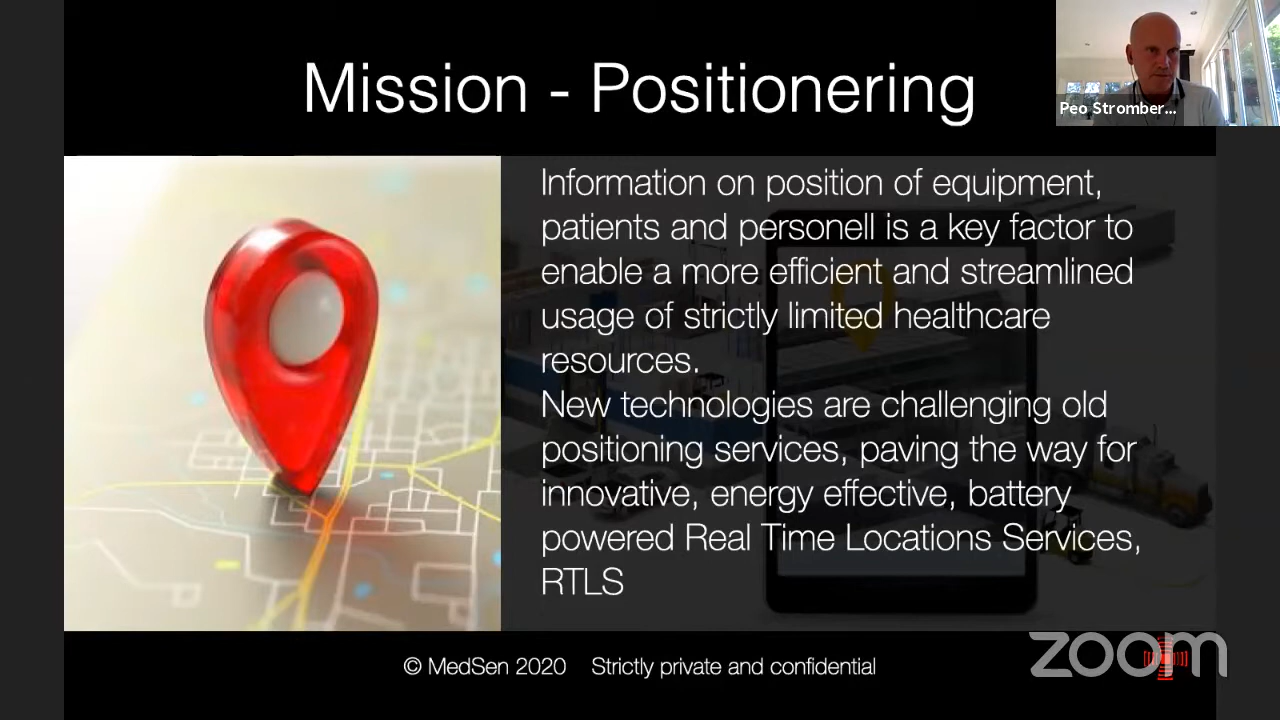 Mission - Positionering
Peo Stromber...
Information on position of equipment,
patients and personell is a key factor to
enable a more efficient and streamlined
usage of strictly limited healthcare
resources.
New technologies are challenging old
positioning services, paving the way for
innovative, energy effective, battery
powered Real Time Locations Services,
RTLS
© MedSen 2020 Strictly private and confidential
zoom